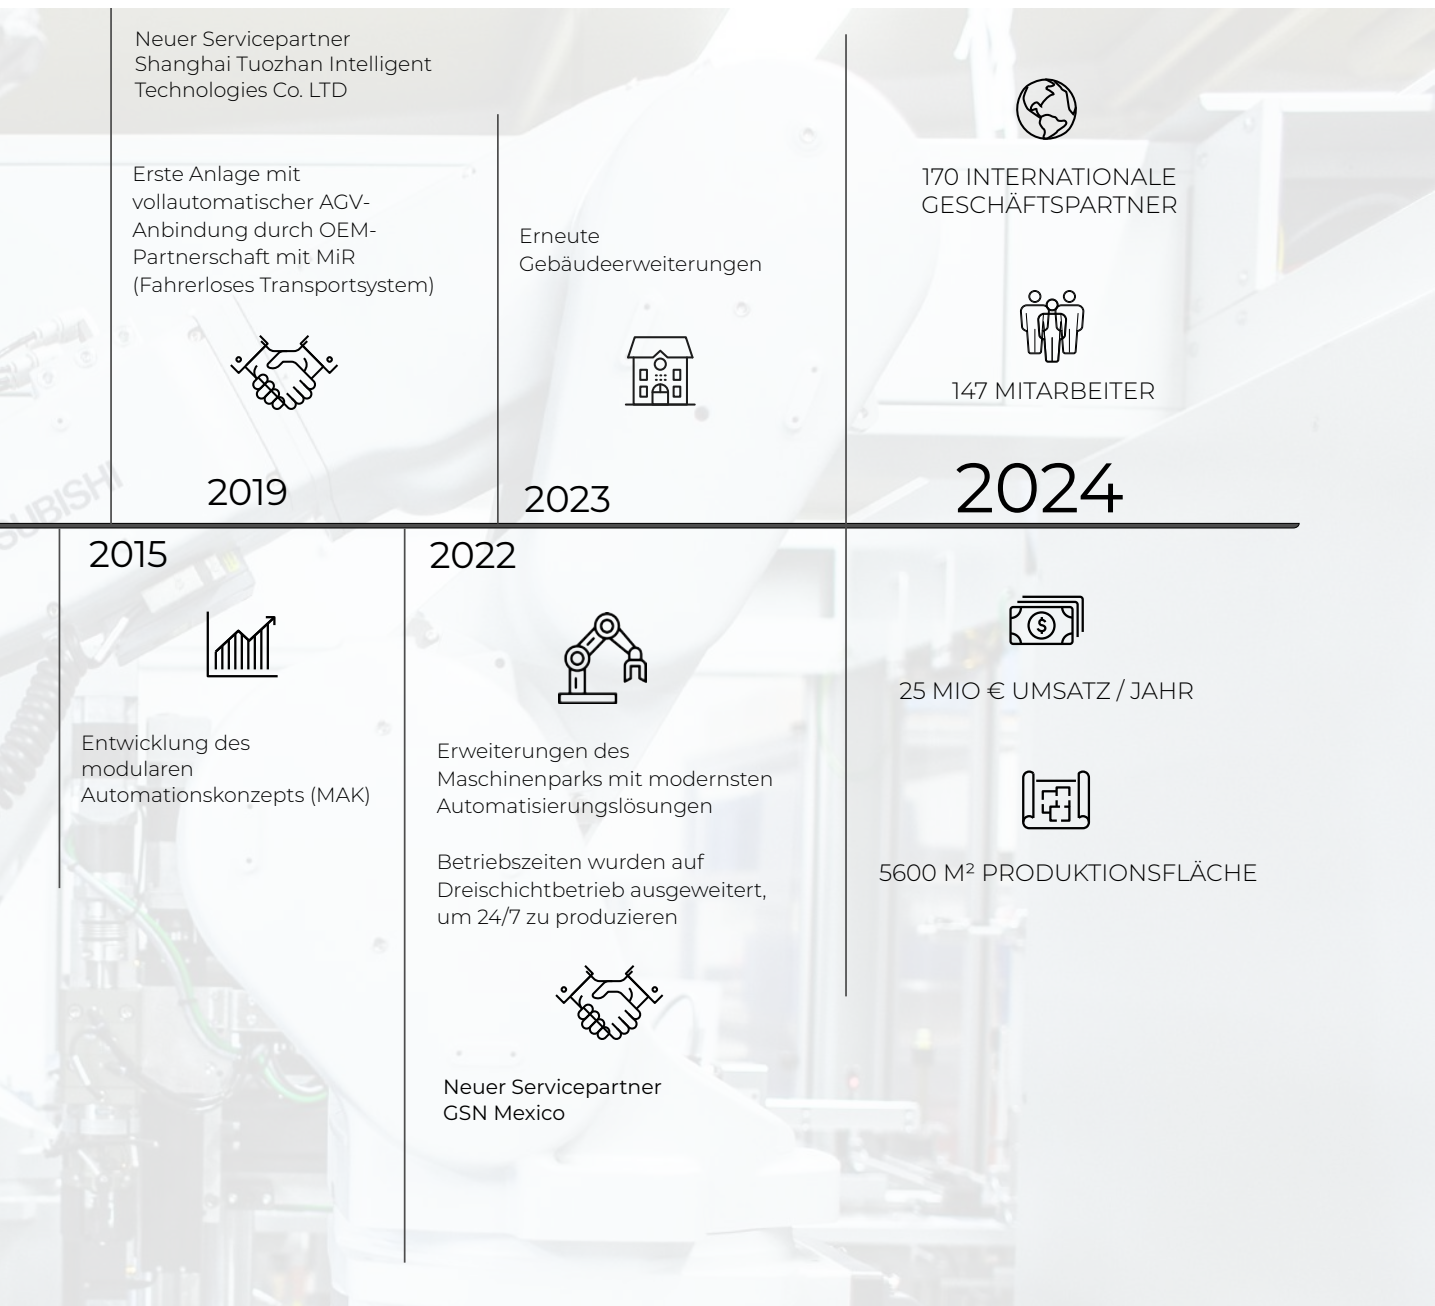 Neuer Servicepartner
Shanghai Tuozhan Intelligent
Technologies Co. LTD
Erste Anlage mit
vollautomatischer AGV-
Anbindung durch OEM-
Partnerschaft mit MiR
(Fahrerloses Transportsystem)
2019
Erneute
Gebäudeerweiterungen
2023
170 INTERNATIONALE
GESCHÄFTSPARTNER
147 MITARBEITER
2024
SUBISHI
2015
Entwicklung des
modularen
Automationskonzepts (MAK)
2022
Erweiterungen des
Maschinenparks mit modernsten
Automatisierungslösungen
Betriebszeiten wurden auf
Dreischichtbetrieb ausgeweitert,
um 24/7 zu produzieren
Neuer Servicepartner
GSN Mexico
25 MIO € UMSATZ / JAHR
5600 M² PRODUKTIONSFLÄCHE